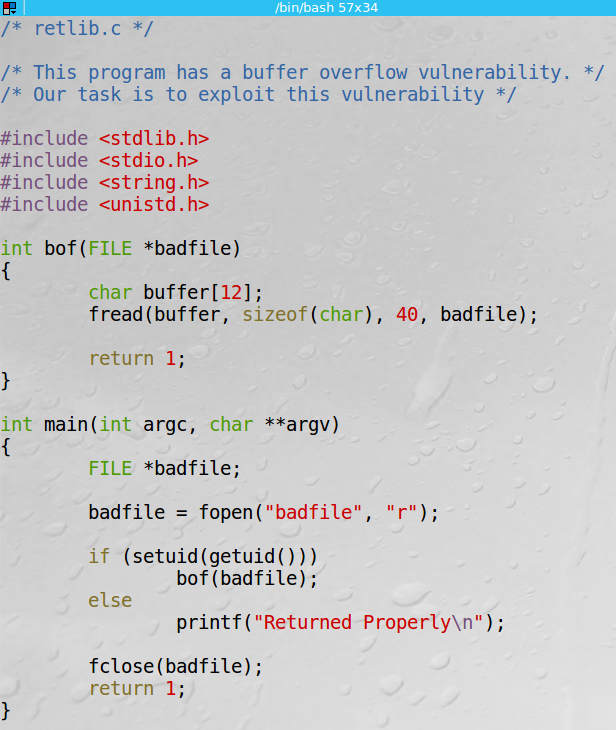 /bin/bash 57x34
/* retlib.c */
/* This program has a buffer overflow vulnerability. */
/* Our task is to exploit this vulnerability */
#include <stdlib.h>
#include <stdio.h>
#include <string.h>
#include <unistd.h>
int bof(FILE *badfile)
{
        char buffer[12];
        fread(buffer, sizeof(char), 40, badfile);
        return 1;
}
int main(int argc, char **argv)
{
        FILE *badfile;
        badfile = fopen("badfile", "r");
        if (setuid(getuid()))
                bof(badfile);
        else
                printf("Returned Properly\n");
        fclose(badfile);
        return 1;
}